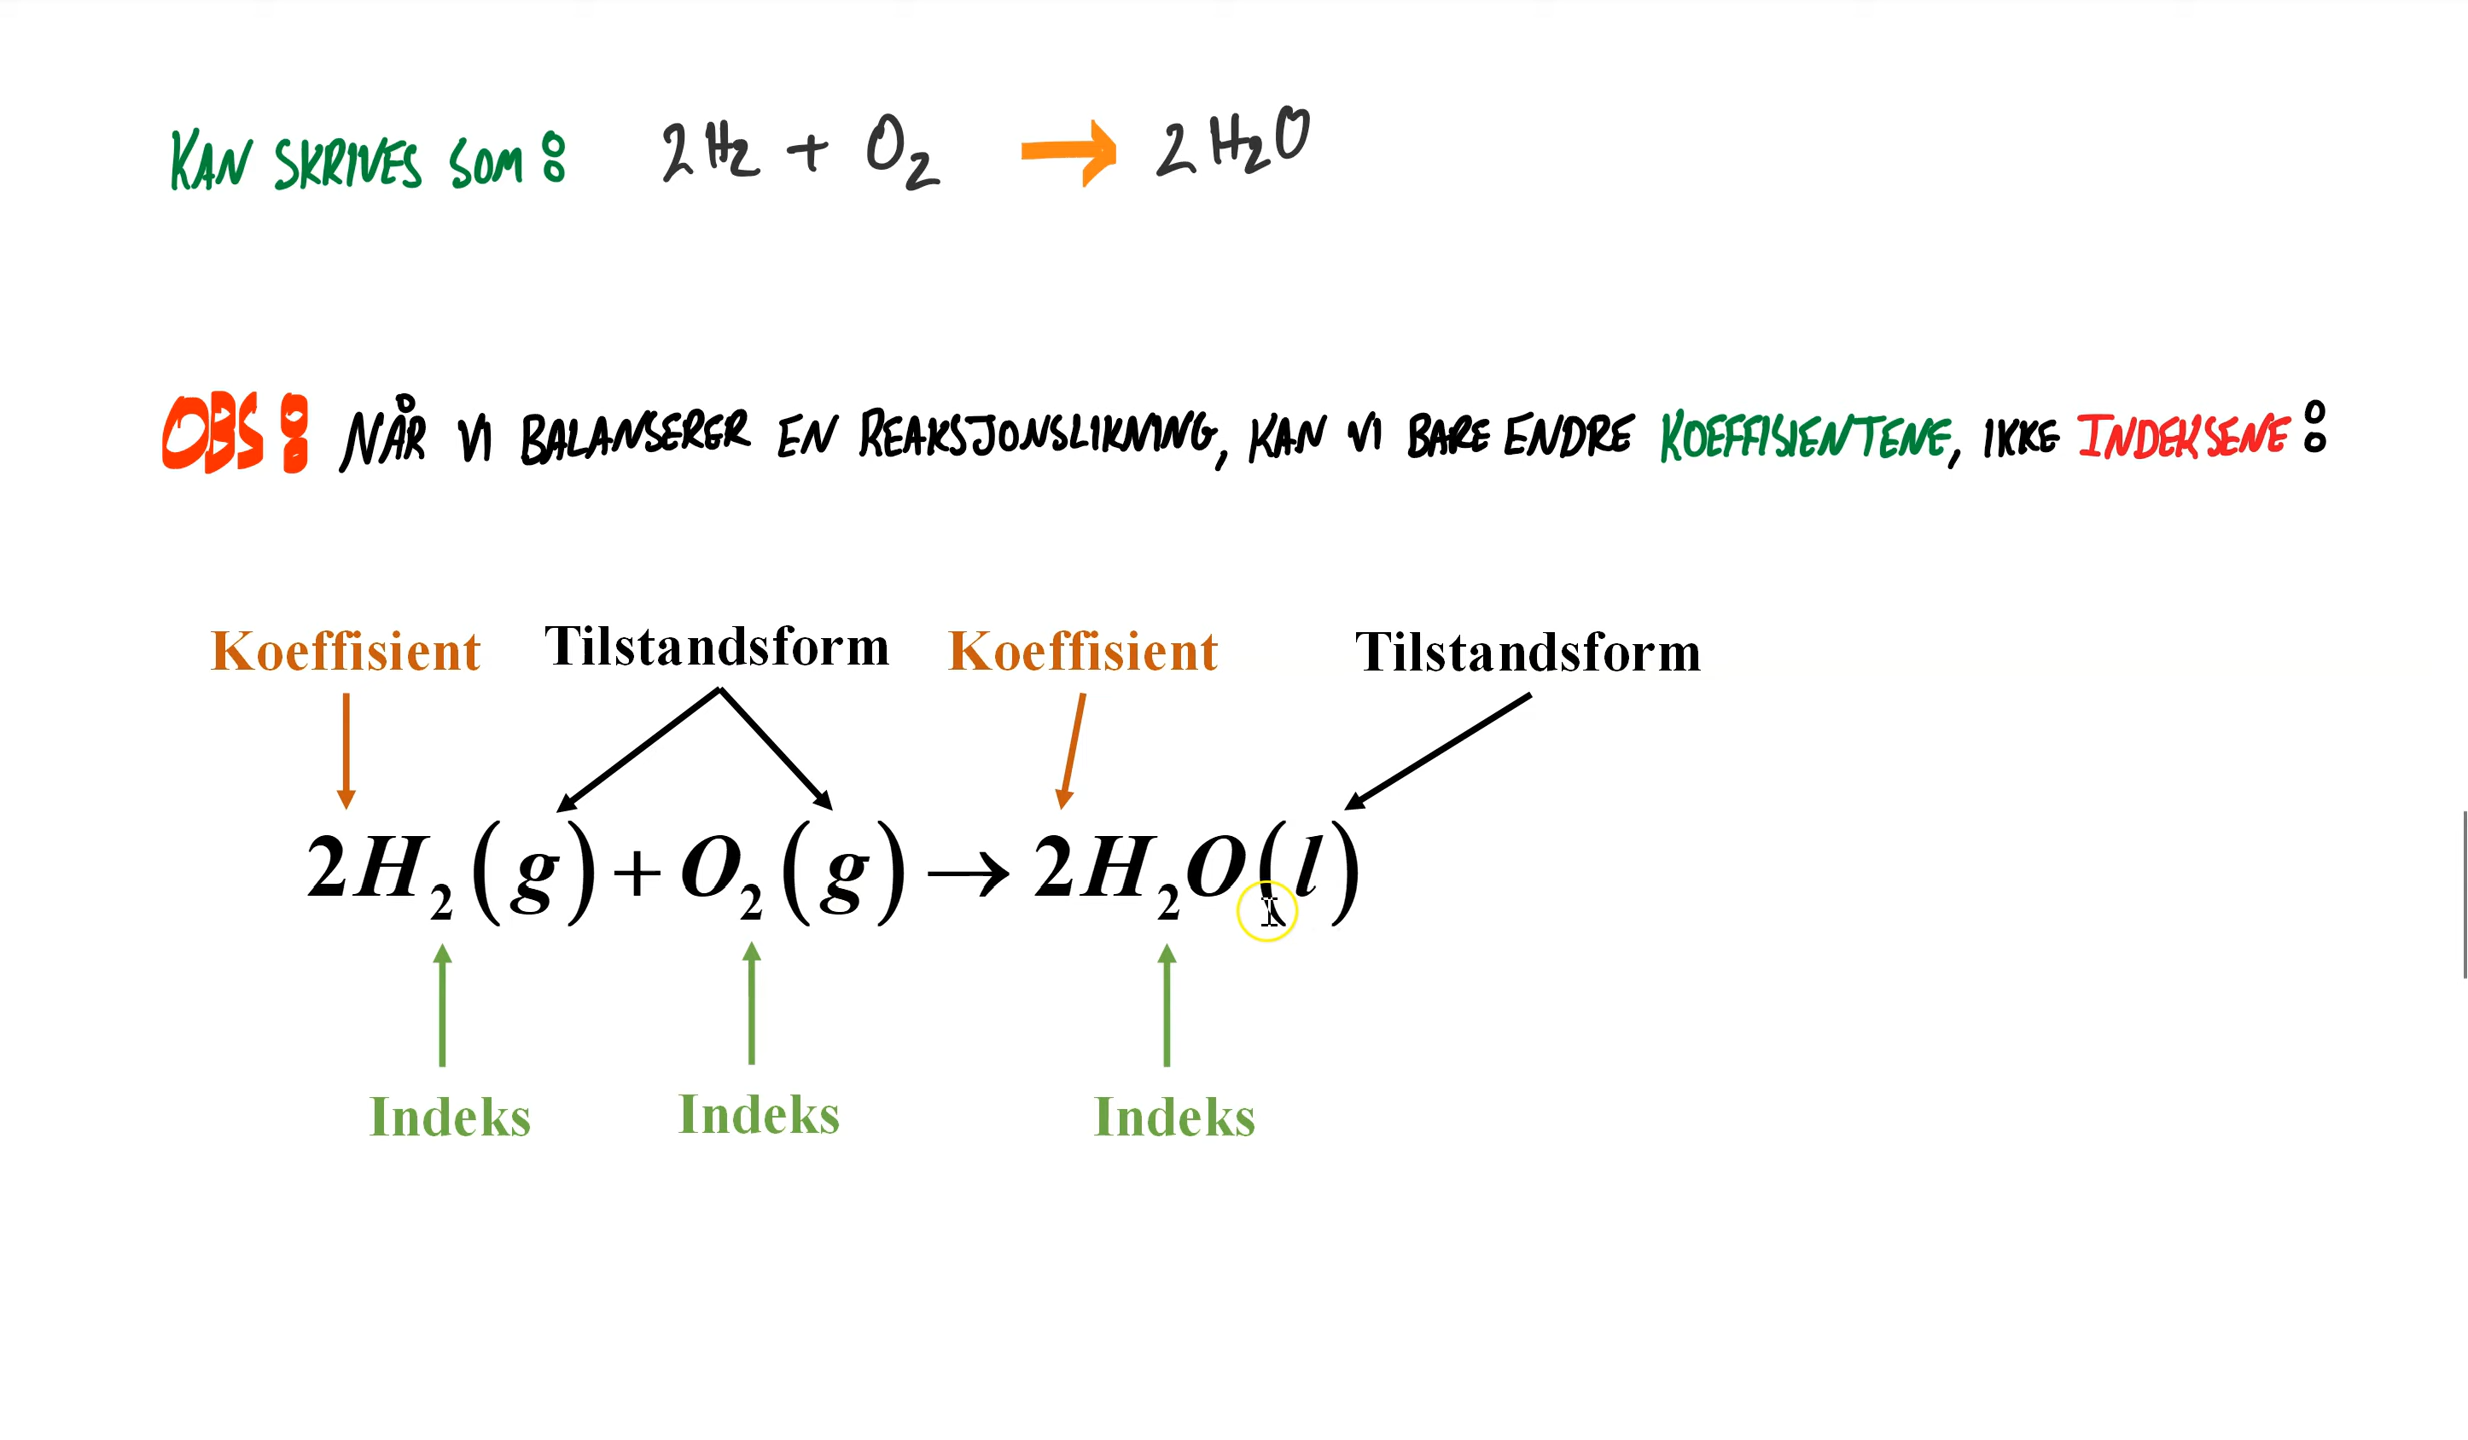 KAN SKRIVES SOM: 2H₂ + O₂ → 2H₂O
OBS: NÅR VI BALANSERER EN REAKSJONSLIKNING, KAN VI BARE ENDRE KOEFFISIENTENE, IKKE INDEKSENE:
Koeffisient Tilstandsform Koeffisient Tilstandsform
2H₂(g) + O₂(g) → 2H₂O(l)
Indeks Indeks Indeks